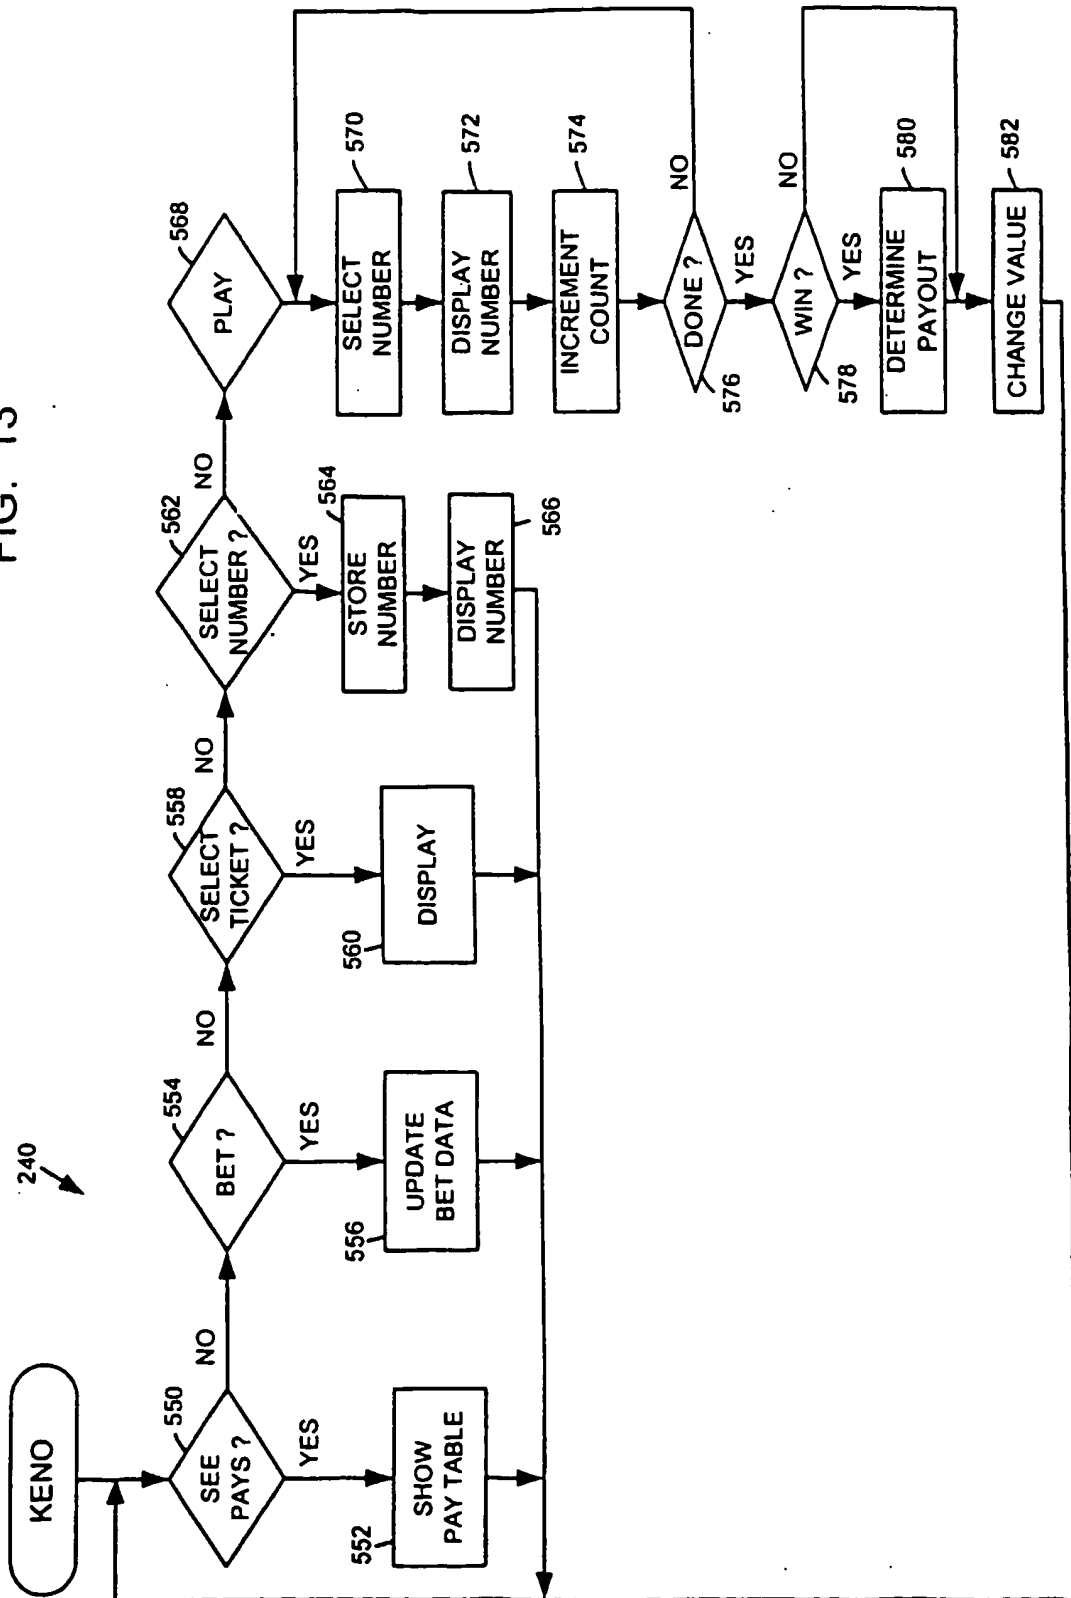 FIG. 13
240
KENO
550
SEE
PAYS ?
NO
YES
552
SHOW
PAY TABLE
554
BET ?
NO
YES
556
UPDATE
BET DATA
558
SELECT
TICKET ?
NO
YES
560
DISPLAY
562
SELECT
NUMBER ?
NO
YES
564
STORE
NUMBER
566
DISPLAY
NUMBER
568
PLAY
570
SELECT
NUMBER
572
DISPLAY
NUMBER
574
INCREMENT
COUNT
576
DONE ?
NO
YES
578
WIN ?
NO
YES
580
DETERMINE
PAYOUT
582
CHANGE VALUE